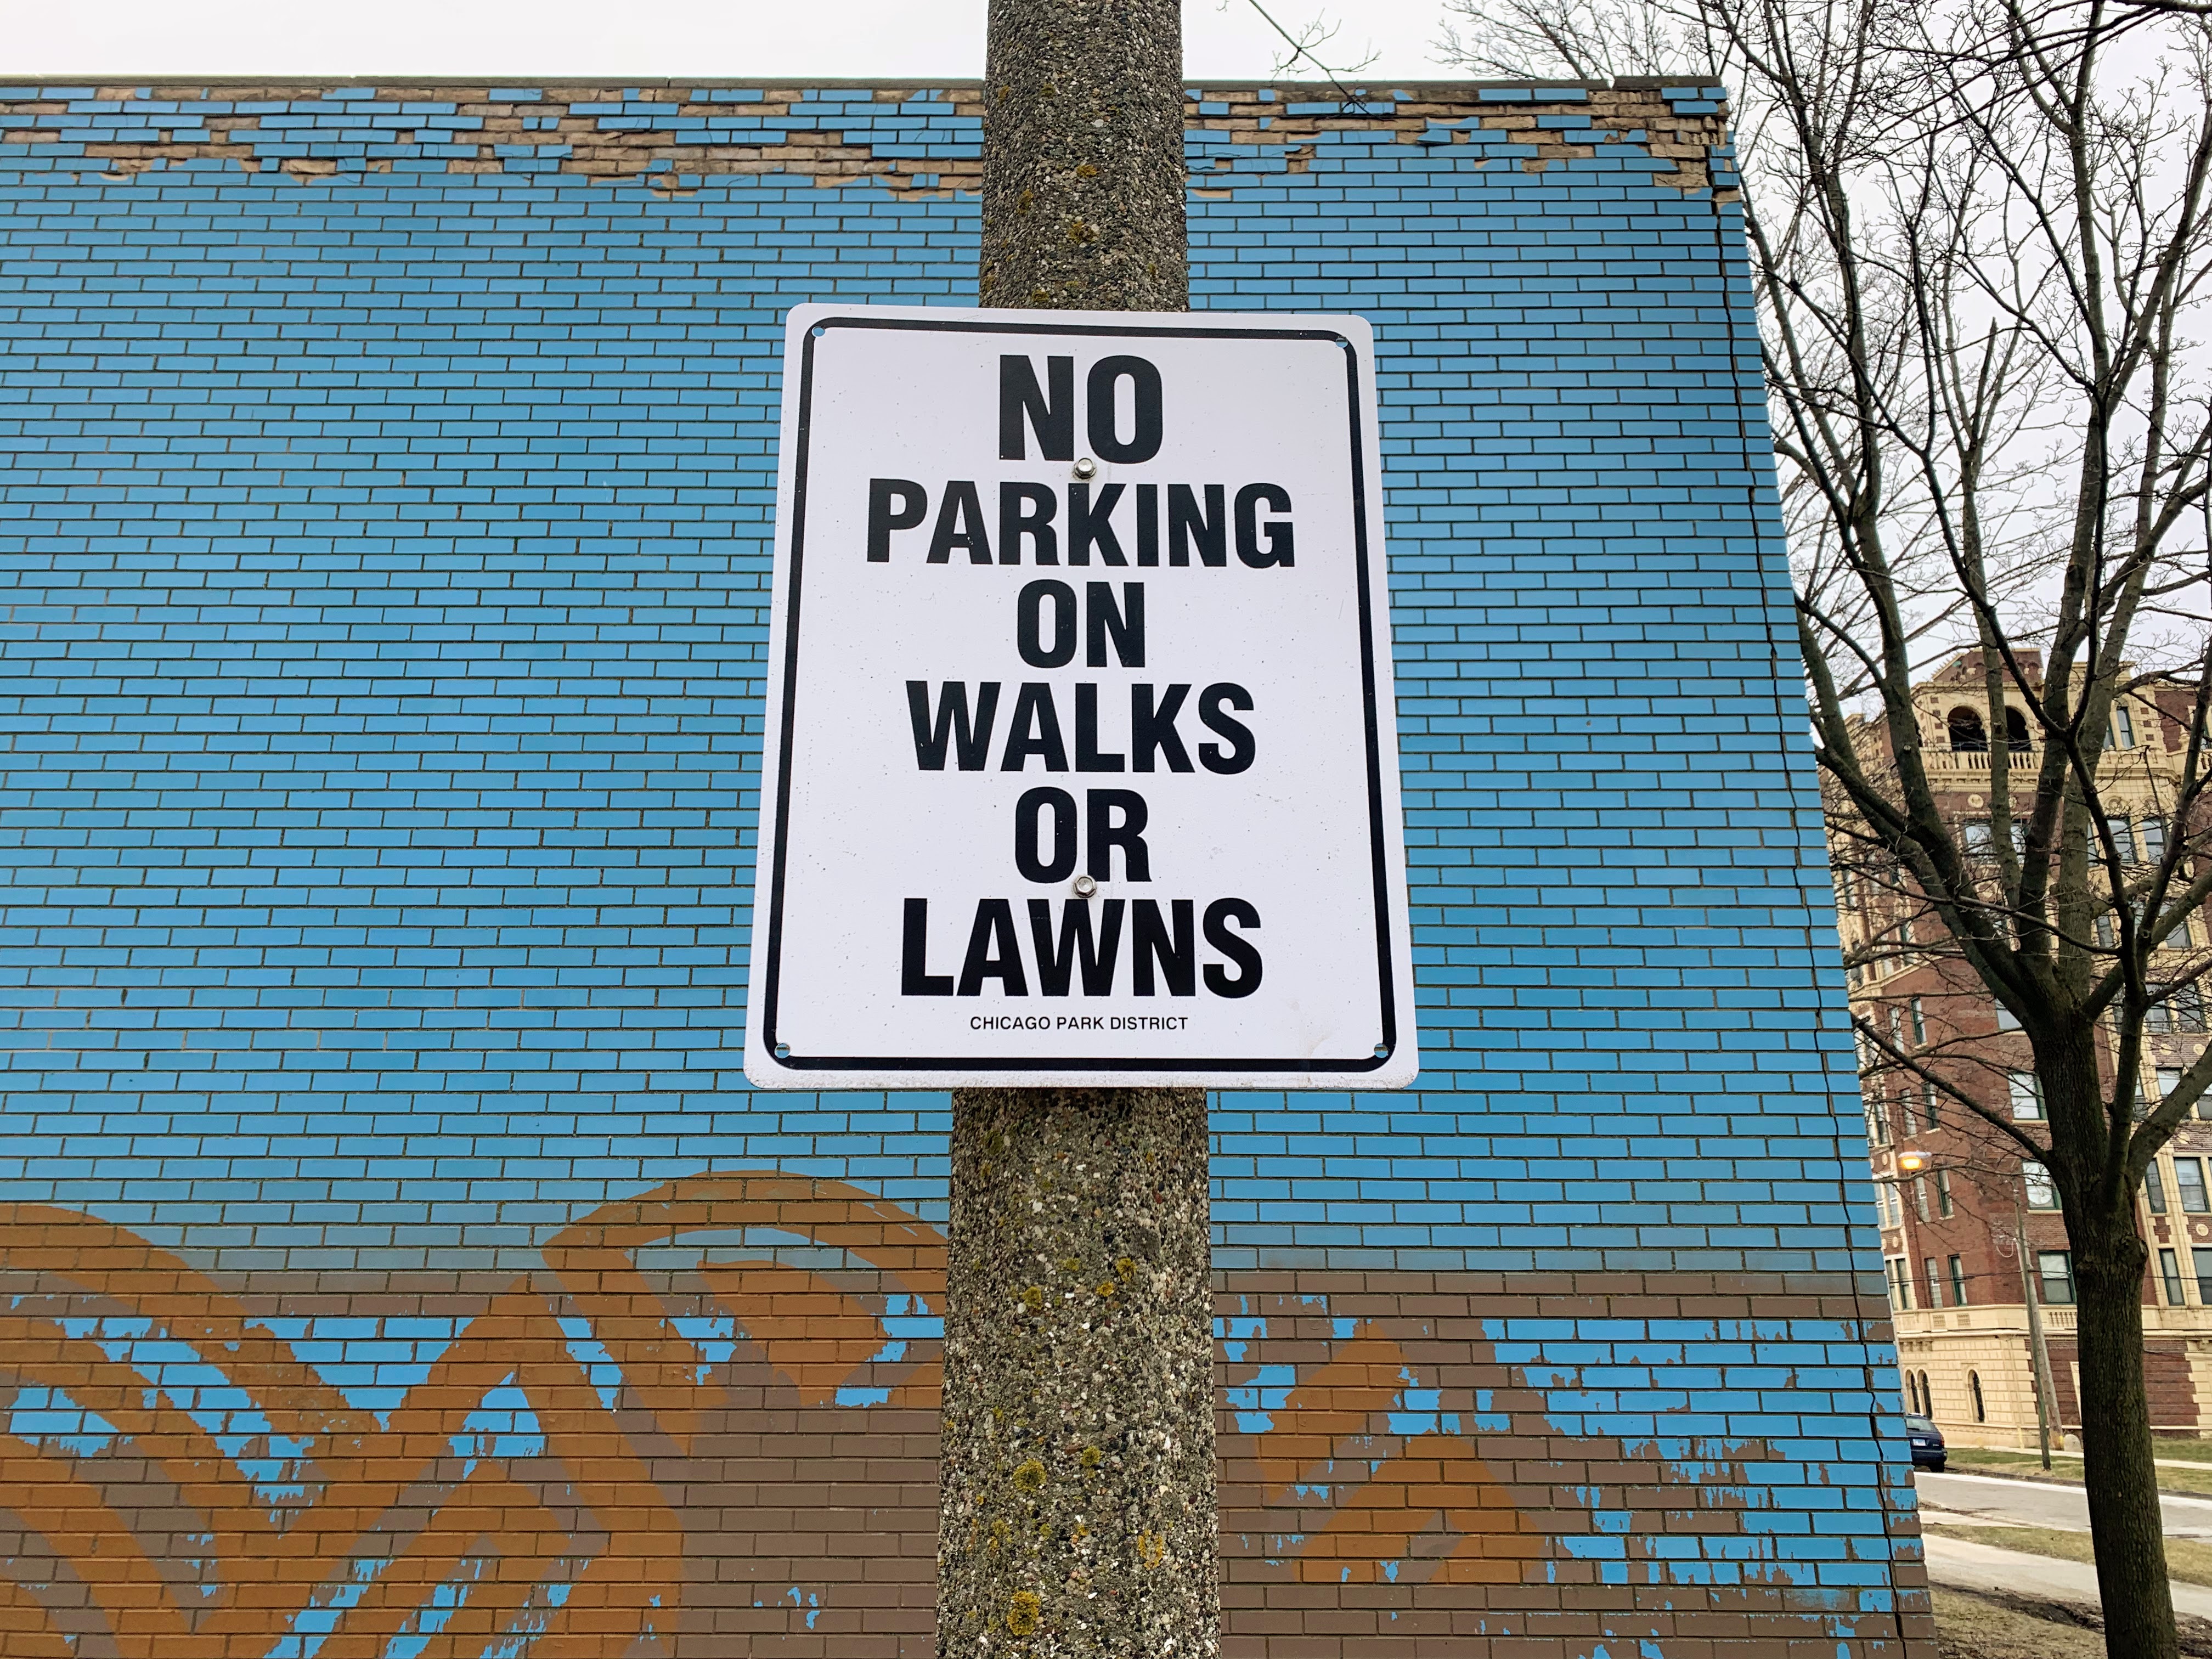 NO
PARKING
ON
WALKS
OR
LAWNS
CHICAGO PARK DISTRICT